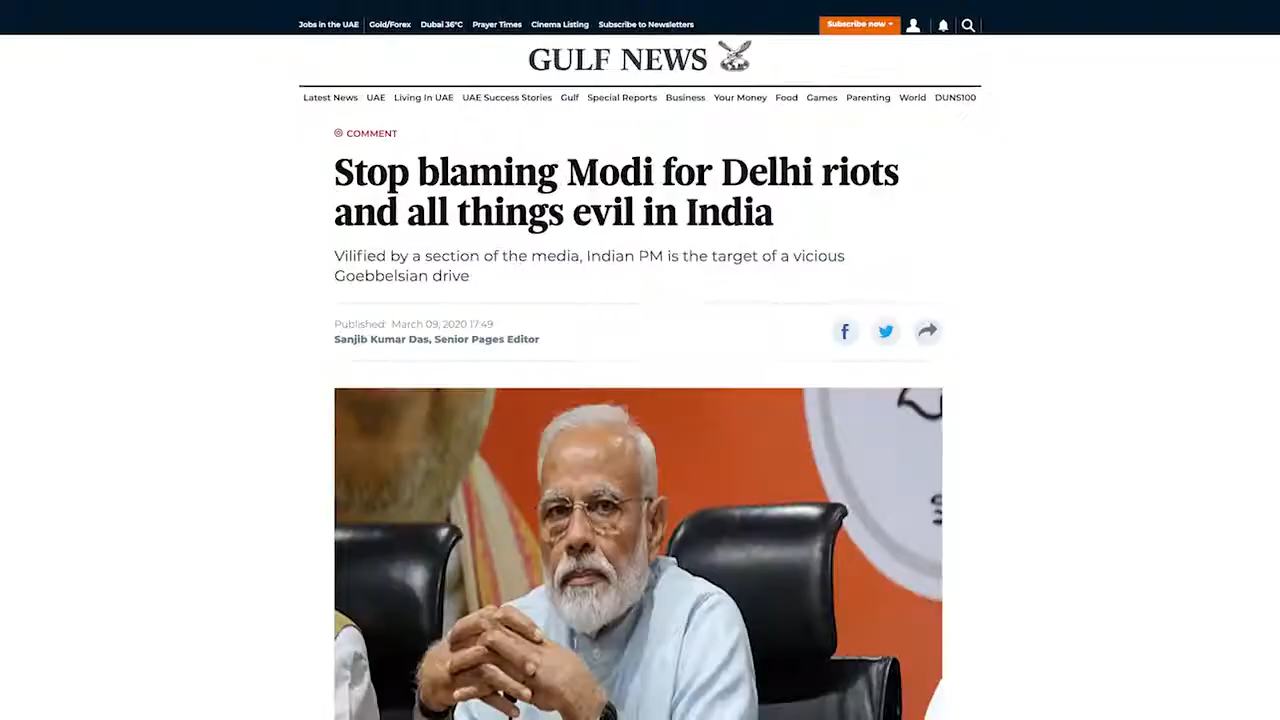 Jobs in the UAE Gold/Forex Dubai 36°C Prayer Times Cinema Listing Subscribe to Newsletters Subscribe now
GULF NEWS
Latest News UAE Living In UAE UAE Success Stories Gulf Special Reports Business Your Money Food Games Parenting World DUNS100
COMMENT
Stop blaming Modi for Delhi riots
and all things evil in India
Vilified by a section of the media, Indian PM is the target of a vicious
Goebbelsian drive
Published: March 09, 2020 17:49
Sanjib Kumar Das, Senior Pages Editor